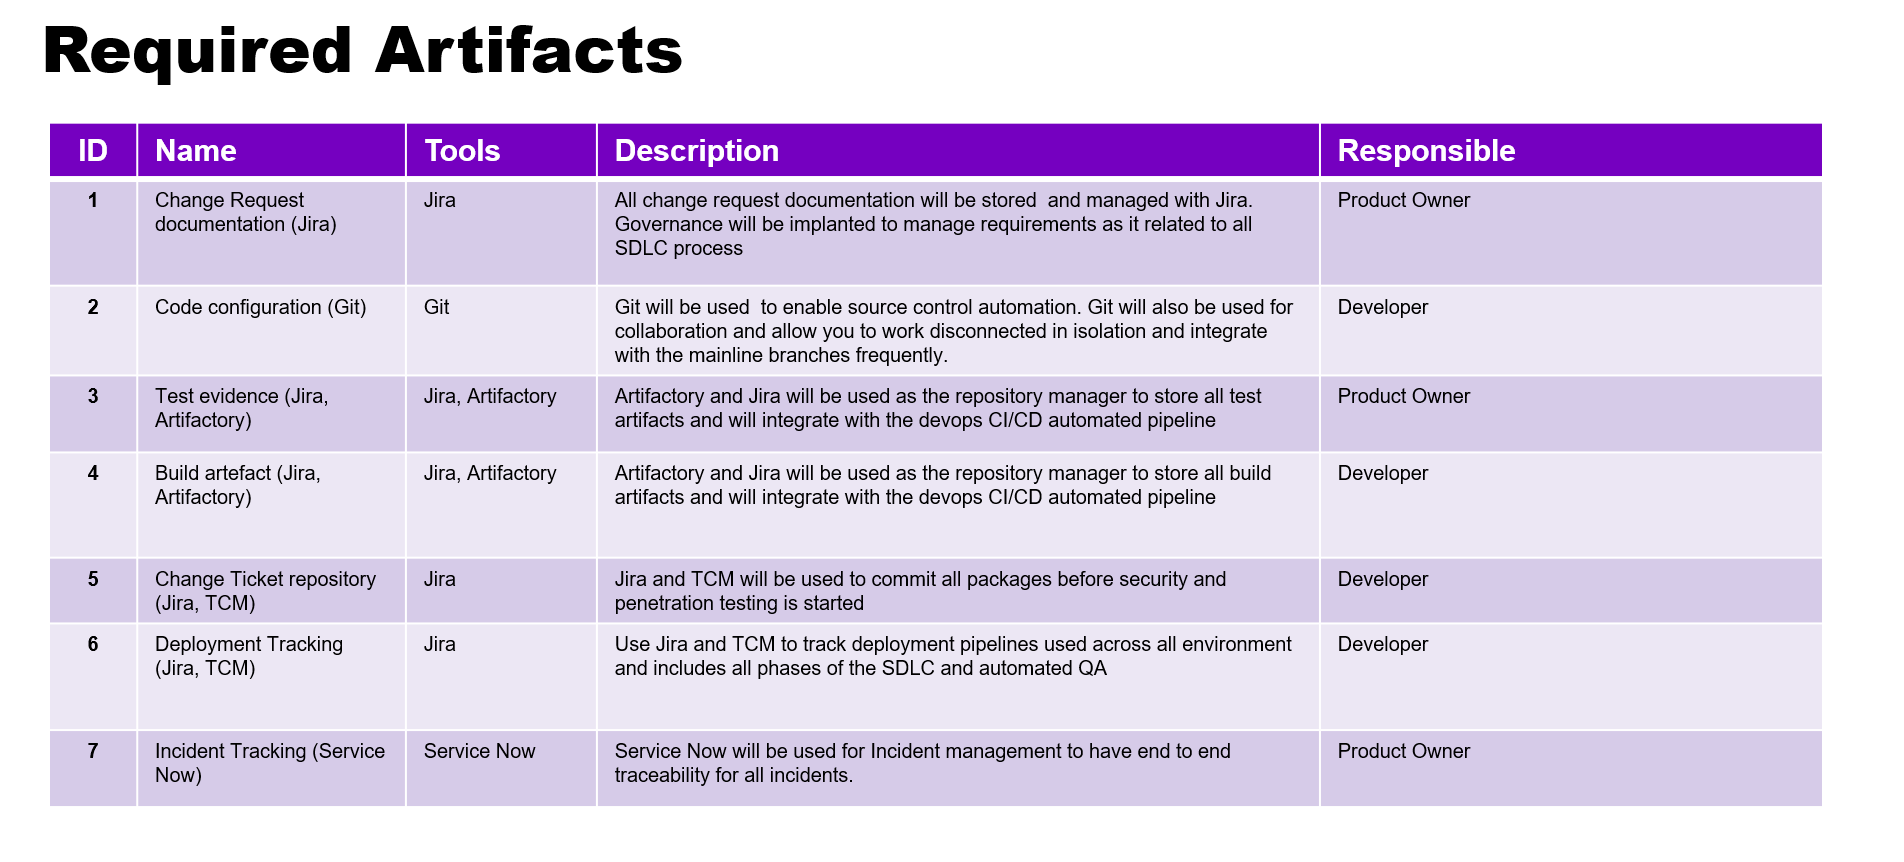 Required Artifacts
ID Name Tools Description Responsible
1 Change Request Jira All change request documentation will be stored  and managed with Jira. Product Owner
documentation (Jira) Governance will be implanted to manage requirements as it related to all
SDLC process
2 Code configuration (Git) Git Git will be used  to enable source control automation. Git will also be used for Developer
collaboration and allow you to work disconnected in isolation and integrate
with the mainline branches frequently.
3 Test evidence (Jira, Jira, Artifactory Artifactory and Jira will be used as the repository manager to store all test Product Owner
Artifactory) artifacts and will integrate with the devops CI/CD automated pipeline
4 Build artefact (Jira, Jira, Artifactory Artifactory and Jira will be used as the repository manager to store all build Developer
Artifactory) artifacts and will integrate with the devops CI/CD automated pipeline
5 Change Ticket repository Jira Jira and TCM will be used to commit all packages before security and Developer
(Jira, TCM) penetration testing is started
6 Deployment Tracking Jira Use Jira and TCM to track deployment pipelines used across all environment Developer
(Jira, TCM) and includes all phases of the SDLC and automated QA
7 Incident Tracking (Service Service Now Service Now will be used for Incident management to have end to end Product Owner
Now) traceability for all incidents.